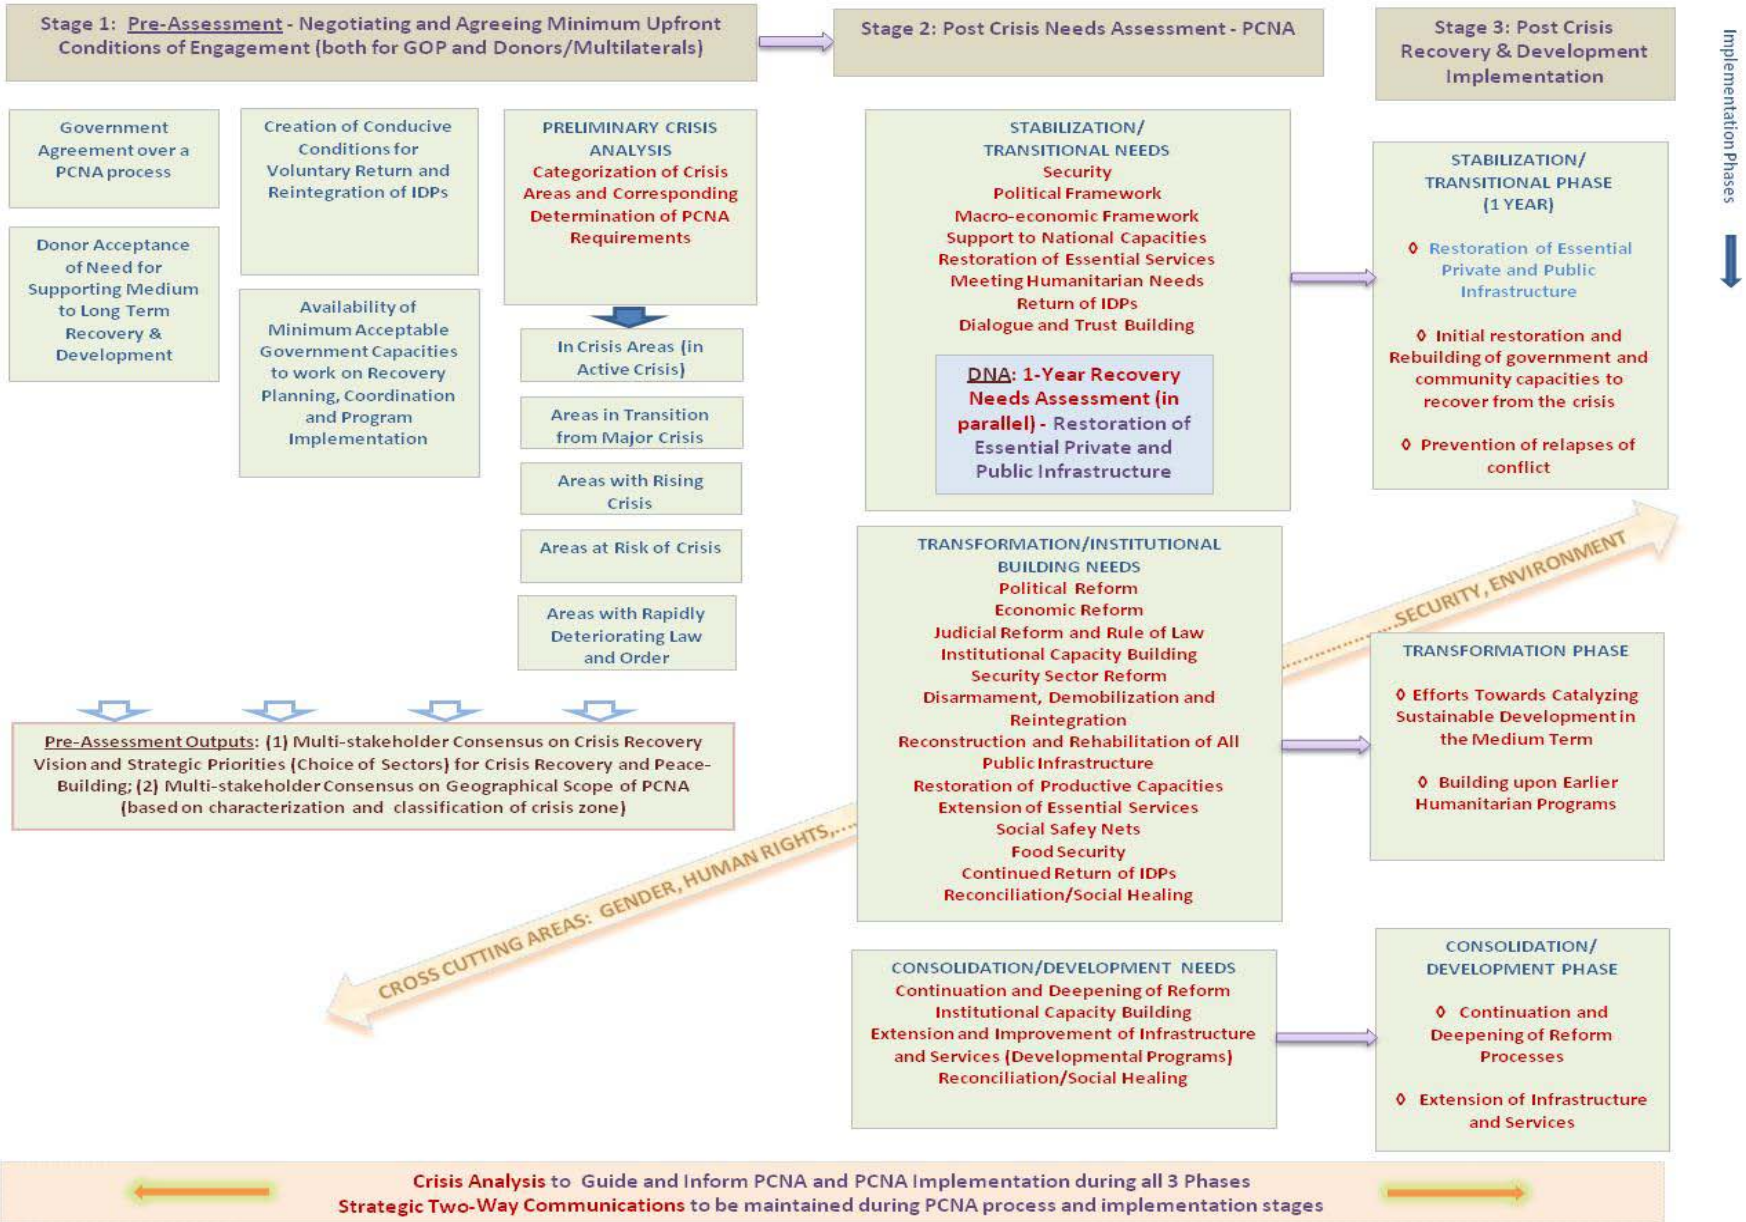 Stage 1: Pre-Assessment - Negotiating and Agreeing Minimum Upfront
Conditions of Engagement (both for GOP and Donors/Multilaterals)
Stage 2: Post Crisis Needs Assessment - PCNA
Stage 3: Post Crisis
Recovery & Development
Implementation
Implementation Phases
Government
Agreement over a
PCNA process
Donor Acceptance
of Need for
Supporting Medium
to Long Term
Recovery &
Development
Creation of Conducive
Conditions for
Voluntary Return and
Reintegration of IDPs
Availability of
Minimum Acceptable
Government Capacities
to work on Recovery
Planning, Coordination
and Program
Implementation
PRELIMINARY CRISIS
ANALYSIS
Categorization of Crisis
Areas and Corresponding
Determination of PCNA
Requirements
In Crisis Areas (in
Active Crisis)
Areas in Transition
from Major Crisis
Areas with Rising
Crisis
Areas at Risk of Crisis
Areas with Rapidly
Deteriorating Law
and Order
Pre-Assessment Outputs: (1) Multi-stakeholder Consensus on Crisis Recovery
Vision and Strategic Priorities (Choice of Sectors) for Crisis Recovery and Peace-
Building; (2) Multi-stakeholder Consensus on Geographical Scope of PCNA
(based on characterization and classification of crisis zone)
STABILIZATION/
TRANSITIONAL NEEDS
Security
Political Framework
Macro-economic Framework
Support to National Capacities
Restoration of Essential Services
Meeting Humanitarian Needs
Return of IDPs
Dialogue and Trust Building
DNA: 1-Year Recovery
Needs Assessment (in
parallel) - Restoration of
Essential Private and
Public Infrastructure
TRANSFORMATION/INSTITUTIONAL
BUILDING NEEDS
Political Reform
Economic Reform
Judicial Reform and Rule of Law
Institutional Capacity Building
Security Sector Reform
Disarmament, Demobilization and
Reintegration
Reconstruction and Rehabilitation of All
Public Infrastructure
Restoration of Productive Capacities
Extension of Essential Services
Social Safey Nets
Food Security
Continued Return of IDPs
Reconciliation/Social Healing
CONSOLIDATION/DEVELOPMENT NEEDS
Continuation and Deepening of Reform
Institutional Capacity Building
Extension and Improvement of Infrastructure
and Services (Developmental Programs)
Reconciliation/Social Healing
STABILIZATION/
TRANSITIONAL PHASE
(1 YEAR)
◊ Restoration of Essential
Private and Public
Infrastructure
◊ Initial restoration and
Rebuilding of government and
community capacities to
recover from the crisis
◊ Prevention of relapses of
conflict
TRANSFORMATION PHASE
◊ Efforts Towards Catalyzing
Sustainable Development in
the Medium Term
◊ Building upon Earlier
Humanitarian Programs
CONSOLIDATION/
DEVELOPMENT PHASE
◊ Continuation and
Deepening of Reform
Processes
◊ Extension of Infrastructure
and Services
CROSS CUTTING AREAS: GENDER, HUMAN RIGHTS,.... ..............SECURITY, ENVIRONMENT
Crisis Analysis to Guide and Inform PCNA and PCNA Implementation during all 3 Phases
Strategic Two-Way Communications to be maintained during PCNA process and implementation stages